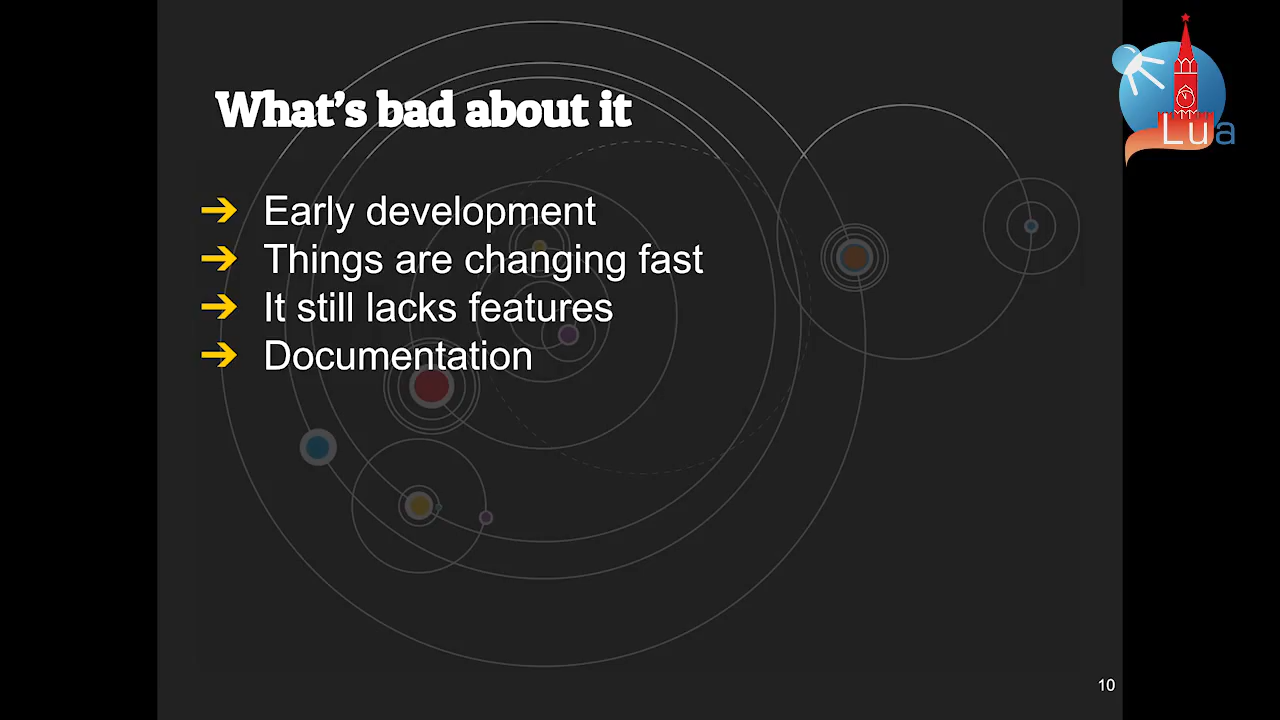 What's bad about it
➔ Early development
➔ Things are changing fast
➔ It still lacks features
➔ Documentation
Lua
10